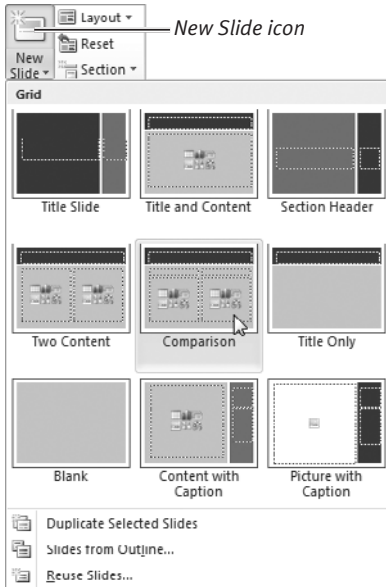 Layout
New Slide icon
Reset
New
Slide
Section
Grid
Title Slide
Title and Content
Section Header
Two Content
Comparison
Title Only
Blank
Content with
Caption
Picture with
Caption
Duplicate Selected Slides
Slides from Outline...
Reuse Slides...